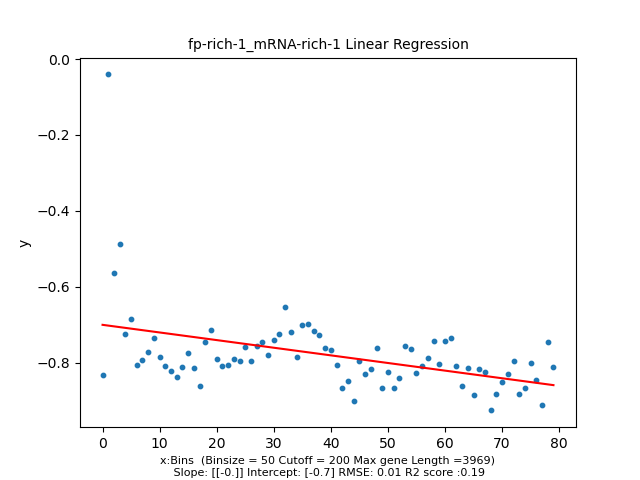 fp-rich-1_mRNA-rich-1 Linear Regression
0.0
−0.2
−0.4
−0.6
−0.8
y
0 10 20 30 40 50 60 70 80
x:Bins (Binsize = 50 Cutoff = 200 Max gene Length =3969)
Slope: [[-0.]] Intercept: [-0.7] RMSE: 0.01 R2 score :0.19